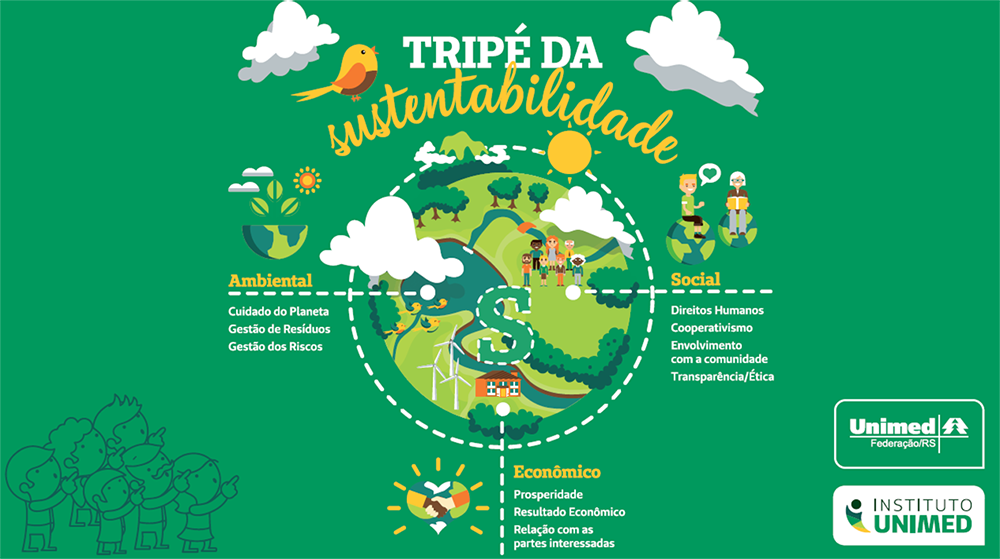 TRIPÉ DA
sustentabilidade
Ambiental
Cuidado do Planeta
Gestão de Resíduos
Gestão dos Riscos
Social
Direitos Humanos
Cooperativismo
Envolvimento
com a comunidade
Transparência/Ética
S
Econômico
Prosperidade
Resultado Econômico
Relação com as
partes interessadas
Unimed
Federação/RS
INSTITUTO
UNIMED